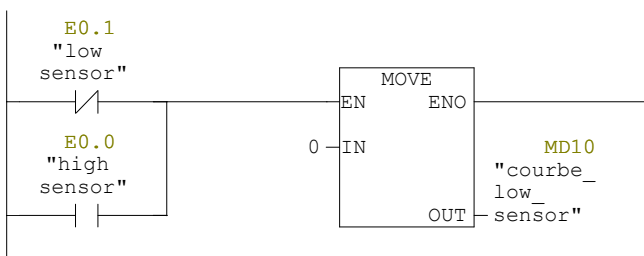 E0.1
"low
sensor"
MOVE
EN ENO
E0.0
"high
sensor"
0 IN
MD10
"courbe_
low_
OUT sensor"